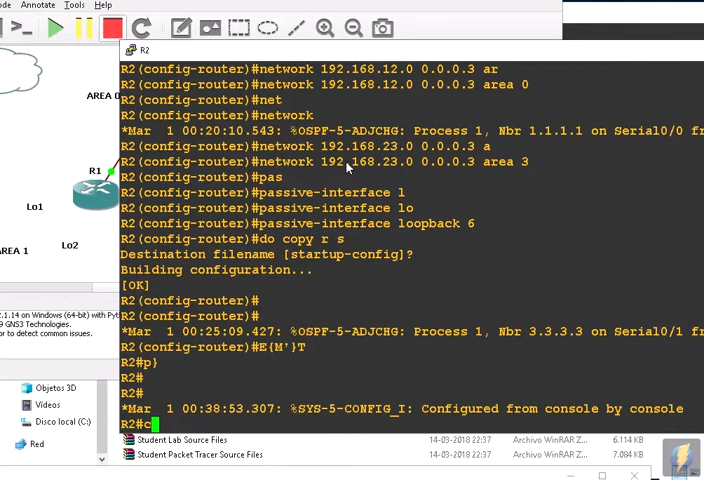 ode Annotate Tools Help
R2
R2(config-router)#network 192.168.12.0 0.0.0.3 ar
R2(config-router)#network 192.168.12.0 0.0.0.3 area 0
R2(config-router)#net
R2(config-router)#network
*Mar  1 00:20:10.543: %OSPF-5-ADJCHG: Process 1, Nbr 1.1.1.1 on Serial0/0 fr
R2(config-router)#network 192.168.23.0 0.0.0.3 a
R2(config-router)#network 192.168.23.0 0.0.0.3 area 3
R2(config-router)#pas
R2(config-router)#passive-interface l
R2(config-router)#passive-interface lo
R2(config-router)#passive-interface loopback 6
R2(config-router)#do copy r s
Destination filename [startup-config]?
Building configuration...
[OK]
R2(config-router)#
R2(config-router)#
*Mar  1 00:25:09.427: %OSPF-5-ADJCHG: Process 1, Nbr 3.3.3.3 on Serial0/1 fr
R2(config-router)#E{M'}T
R2#p}
R2#
R2#
*Mar  1 00:38:53.307: %SYS-5-CONFIG_I: Configured from console by console
R2#c
AREA 0
R1
Lo1
AREA 1
Lo2
2.1.14 on Windows (64-bit) with Pyt
9 GNS3 Technologies.
r to detect common issues.
Objetos 3D
Vídeos
Disco local (C:)
Red
Student Lab Source Files 14-03-2018 22:37 Archivo WinRAR Z... 6.114 KB
Student Packet Tracer Source Files 14-03-2018 22:37 Archivo WinRAR Z... 7.084 KB